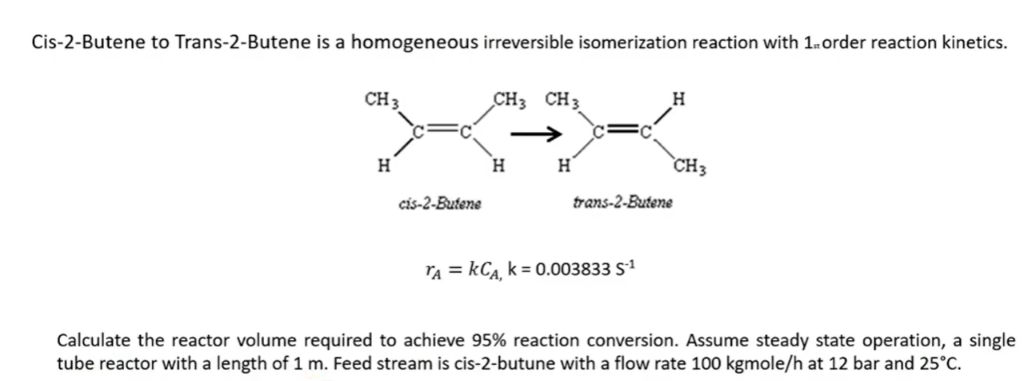 Cis-2-Butene to Trans-2-Butene is a homogeneous irreversible isomerization reaction with 1st order reaction kinetics.
CH3 CH3 CH3 H
C=C → C=C
H H H CH3
cis-2-Butene trans-2-Butene
rA = kCA, k = 0.003833 S-1
Calculate the reactor volume required to achieve 95% reaction conversion. Assume steady state operation, a single
tube reactor with a length of 1 m. Feed stream is cis-2-butune with a flow rate 100 kgmole/h at 12 bar and 25°C.